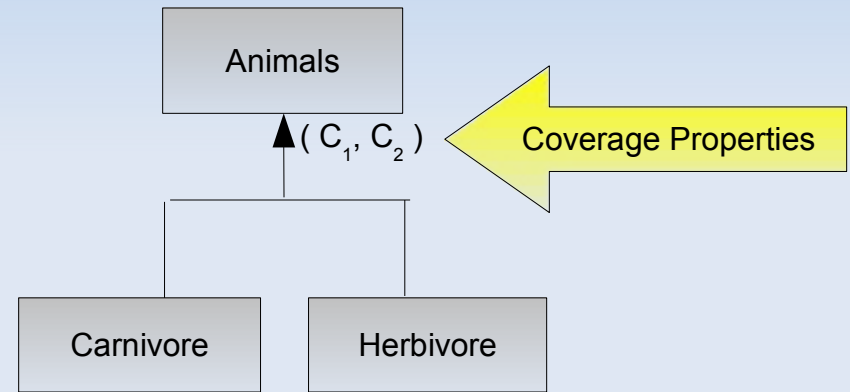 Animals
( C₁, C₂ )
Coverage Properties
Carnivore
Herbivore